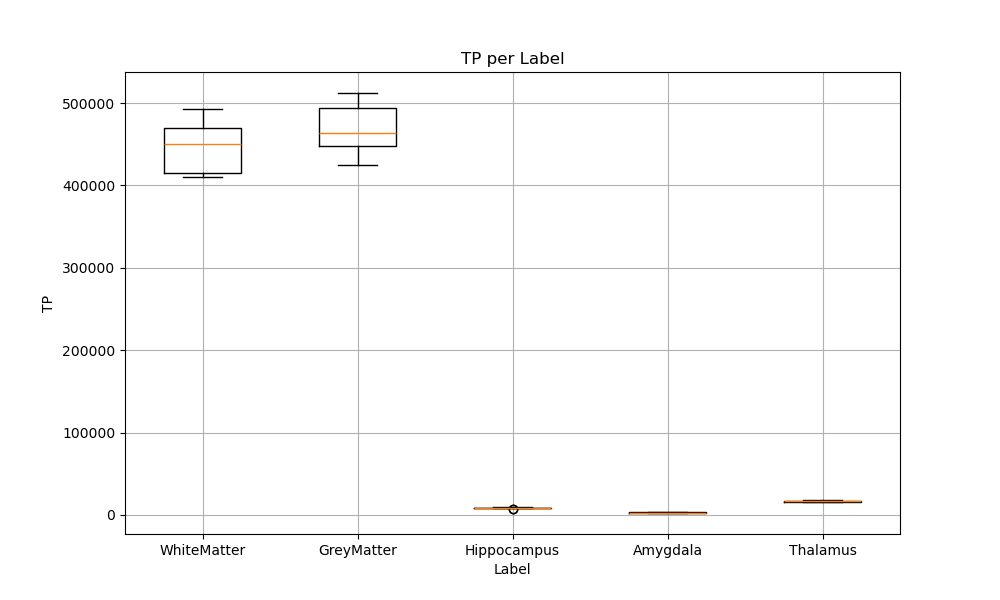 TP per Label
500000
400000
300000
200000
100000
0
TP
WhiteMatter GreyMatter Hippocampus Amygdala Thalamus
Label